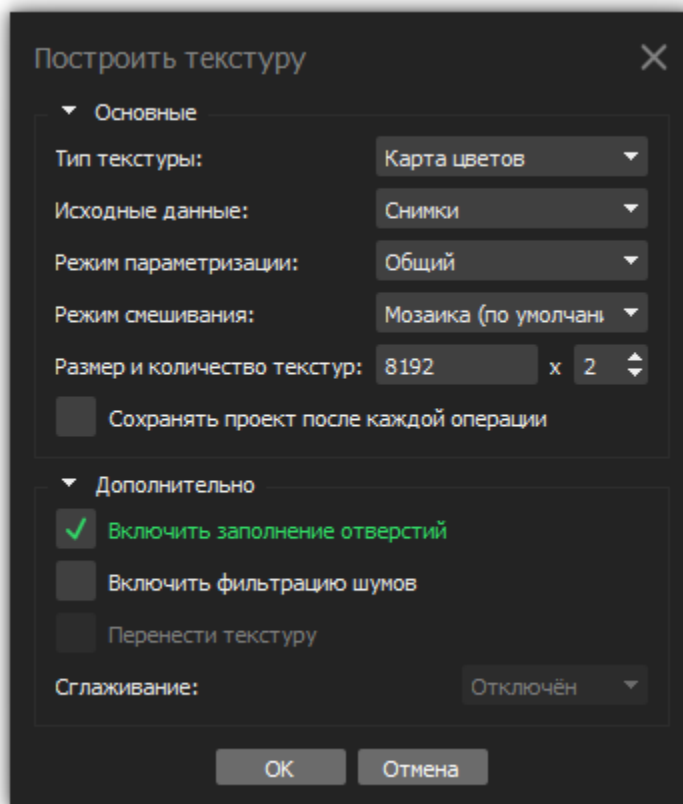 Построить текстуру
Основные
Тип текстуры: Карта цветов
Исходные данные: Снимки
Режим параметризации: Общий
Режим смешивания: Мозаика (по умолчани
Размер и количество текстур: 8192 x 2
Сохранять проект после каждой операции
Дополнительно
Включить заполнение отверстий
Включить фильтрацию шумов
Перенести текстуру
Сглаживание: Отключён
OK Отмена